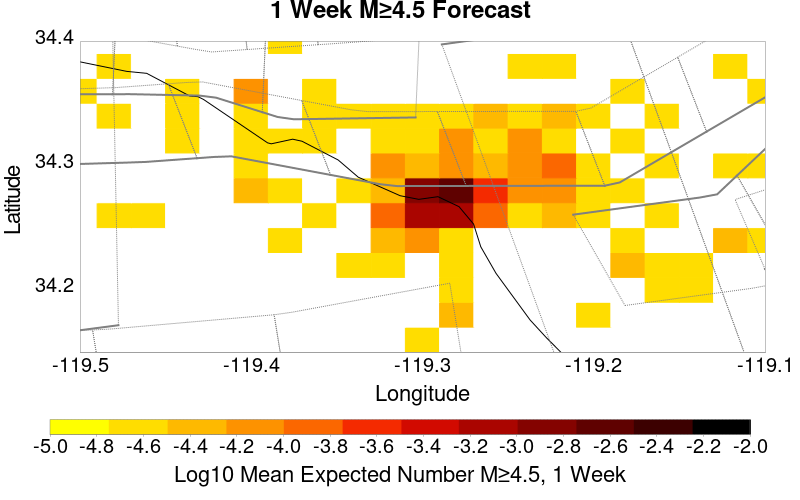 1 Week M≥4.5 Forecast
34.4
34.3
34.2
Latitude
-119.5 -119.4 -119.3 -119.2 -119.1
Longitude
-5.0 -4.8 -4.6 -4.4 -4.2 -4.0 -3.8 -3.6 -3.4 -3.2 -3.0 -2.8 -2.6 -2.4 -2.2 -2.0
Log10 Mean Expected Number M≥4.5, 1 Week